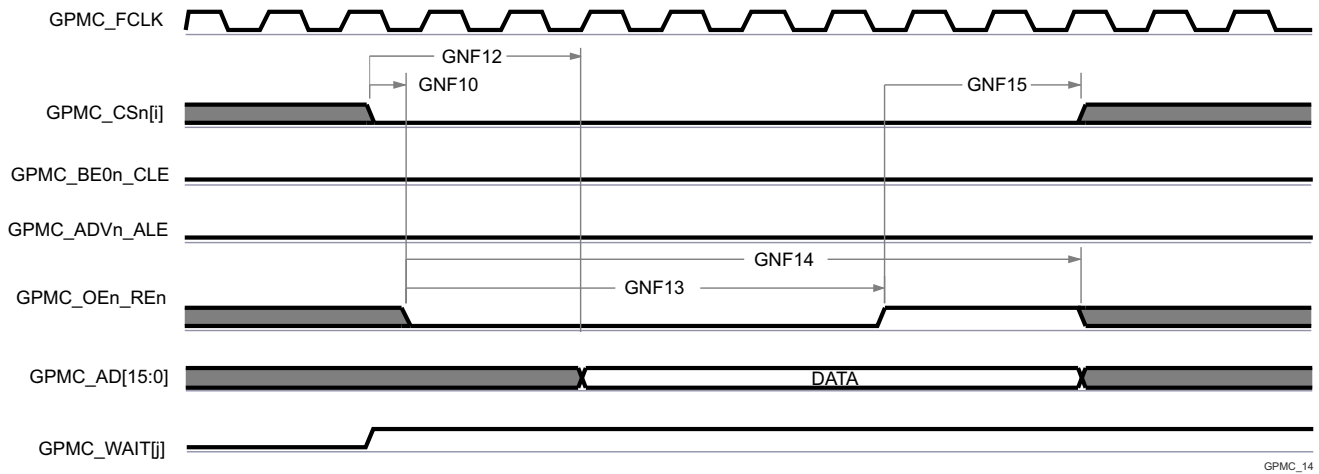 GPMC_FCLK
GNF12
GNF10
GNF15
GPMC_CSn[i]
GPMC_BE0n_CLE
GPMC_ADVn_ALE
GNF14
GNF13
GPMC_OEn_REn
GPMC_AD[15:0]
DATA
GPMC_WAIT[j]
GPMC_14